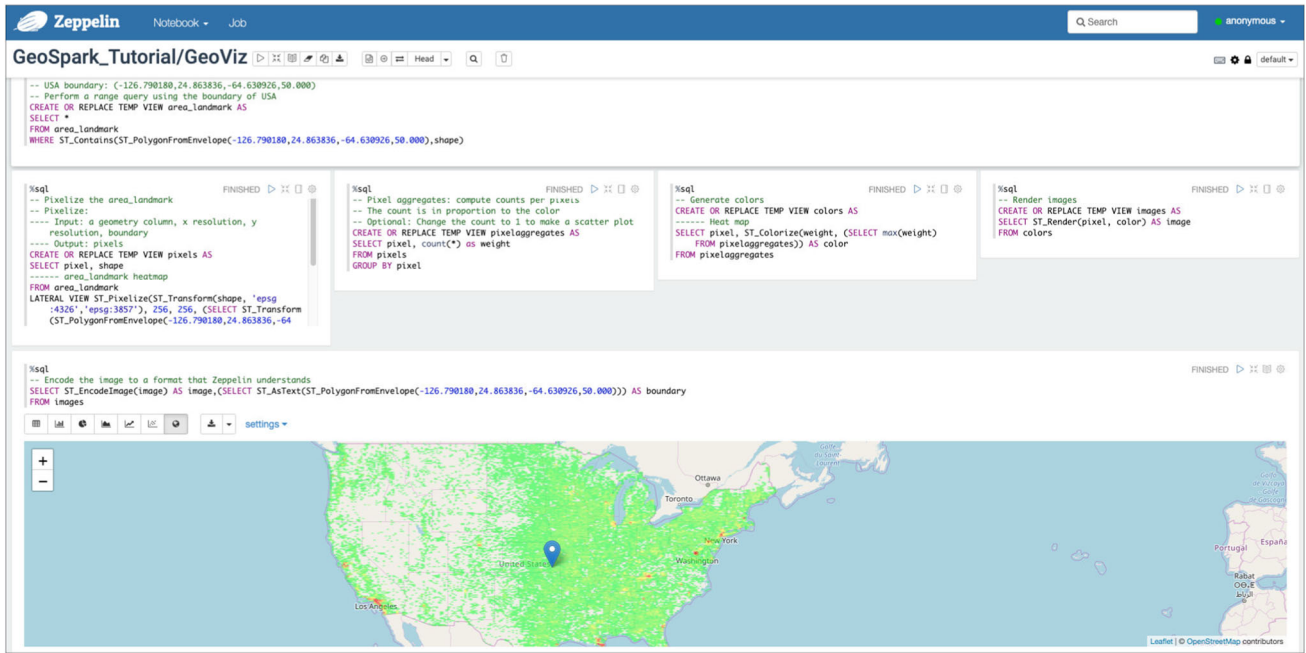 Zeppelin Notebook Job Search anonymous
GeoSpark_Tutorial/GeoViz Head default
-- USA boundary: (-126.790180,24.863836,-64.630926,50.000)
-- Perform a range query using the boundary of USA
CREATE OR REPLACE TEMP VIEW area_landmark AS
SELECT *
FROM area_landmark
WHERE ST_Contains(ST_PolygonFromEnvelope(-126.790180,24.863836,-64.630926,50.000),shape)
%sql FINISHED
-- Pixelize the area_landmark
-- Pixelize:
---- Input: a geometry column, x resolution, y
resolution, boundary
---- Output: pixels
CREATE OR REPLACE TEMP VIEW pixels AS
SELECT pixel, shape
------ area_landmark heatmap
FROM area_landmark
LATERAL VIEW ST_Pixelize(ST_Transform(shape, 'epsg
:4326','epsg:3857'), 256, 256, (SELECT ST_Transform
(ST_PolygonFromEnvelope(-126.790180,24.863836,-64
%sql FINISHED
-- Pixel aggregates: compute counts per pixels
-- The count is in proportion to the color
-- Optional: Change the count to 1 to make a scatter plot
CREATE OR REPLACE TEMP VIEW pixelaggregates AS
SELECT pixel, count(*) as weight
FROM pixels
GROUP BY pixel
%sql FINISHED
-- Generate colors
CREATE OR REPLACE TEMP VIEW colors AS
------ Heat map
SELECT pixel, ST_Colorize(weight, (SELECT max(weight)
FROM pixelaggregates)) AS color
FROM pixelaggregates
%sql FINISHED
-- Render images
CREATE OR REPLACE TEMP VIEW images AS
SELECT ST_Render(pixel, color) AS image
FROM colors
%sql FINISHED
-- Encode the image to a format that Zeppelin understands
SELECT ST_EncodeImage(image) AS image,(SELECT ST_AsText(ST_PolygonFromEnvelope(-126.790180,24.863836,-64.630926,50.000))) AS boundary
FROM images
settings
+
−
Golfe
du Saint-
Laurent
Ottawa
Toronto
New York
United States
Washington
Los Angeles
Golfe
de Gascogne
Portugal
España
Rabat
الرباط
Leaflet | © OpenStreetMap contributors